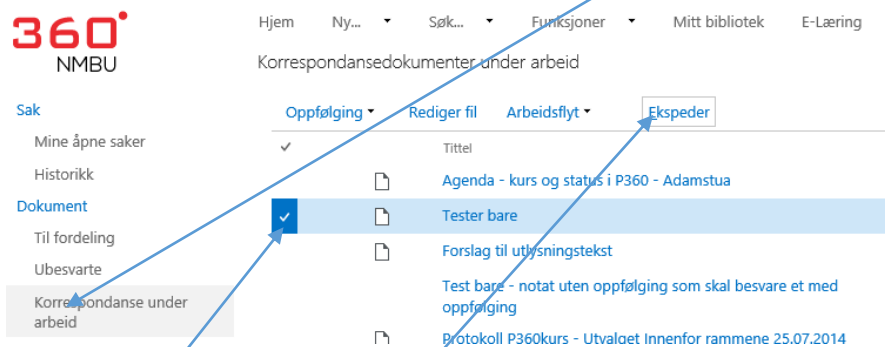 360°
NMBU
Hjem Ny... Søk... Funksjoner Mitt bibliotek E-Læring
Korrespondansedokumenter under arbeid
Sak
Mine åpne saker
Historikk
Dokument
Til fordeling
Ubesvarte
Korrespondanse under
arbeid
Oppfølging Rediger fil Arbeidsflyt Ekspeder
Tittel
Agenda - kurs og status i P360 - Adamstua
Tester bare
Forslag til utlysningstekst
Test bare - notat uten oppfølging som skal besvare et med
oppfølging
Protokoll P360kurs - Utvalget Innenfor rammene 25.07.2014